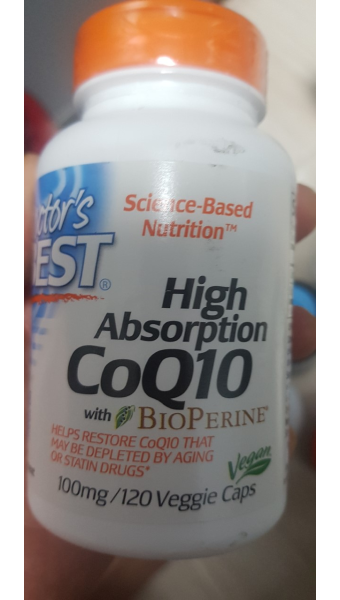 Science-Based
Nutrition™
ctor's
EST®
High
Absorption
CoQ10
with BIOPERINE®
HELPS RESTORE CoQ10 THAT
MAY BE DEPLETED BY AGING
OR STATIN DRUGS*
Vegan
100mg/120 Veggie Caps